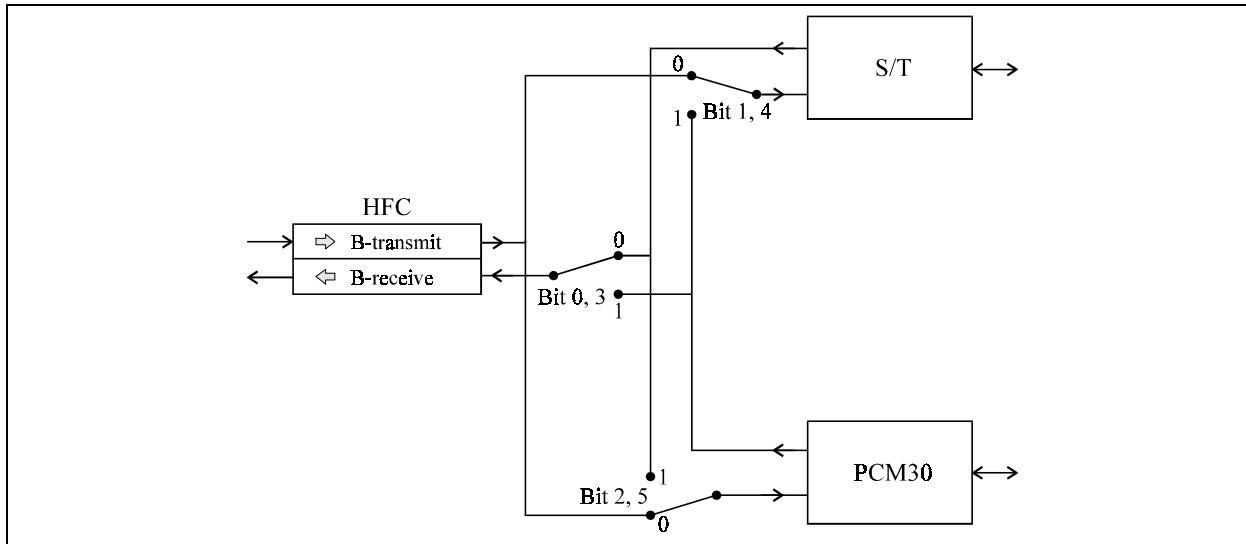 S/T
0
Bit 1, 4
1
HFC
B-transmit
B-receive
0
Bit 0, 3
1
1
Bit 2, 5
0
PCM30